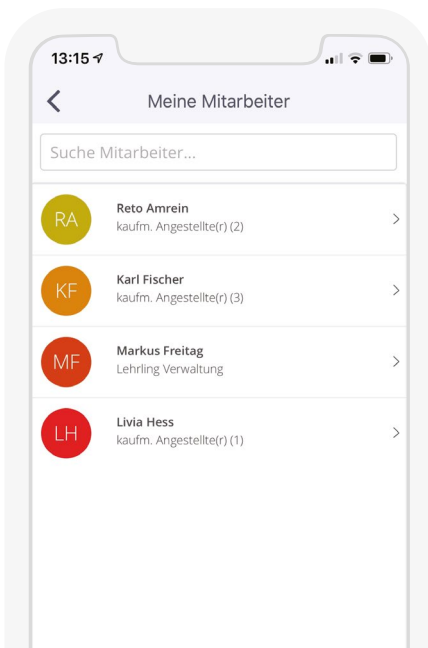 13:15
Meine Mitarbeiter
Suche Mitarbeiter...
RA
Reto Amrein
kaufm. Angestellte(r) (2)
KF
Karl Fischer
kaufm. Angestellte(r) (3)
MF
Markus Freitag
Lehrling Verwaltung
LH
Livia Hess
kaufm. Angestellte(r) (1)